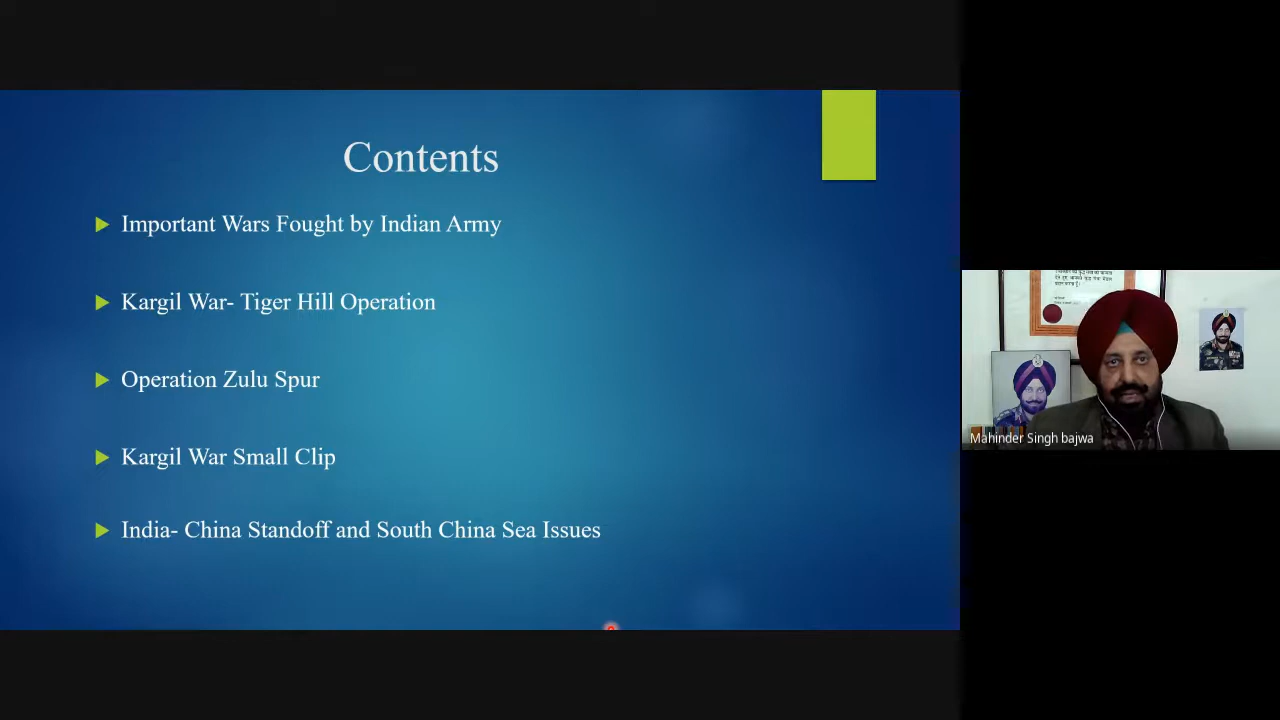 Contents
Important Wars Fought by Indian Army
Kargil War- Tiger Hill Operation
Operation Zulu Spur
Kargil War Small Clip
India- China Standoff and South China Sea Issues
Mahinder Singh bajwa